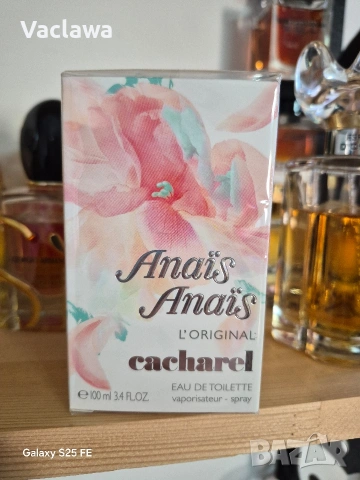 Vaclawa
Anaïs
Anaïs
L'ORIGINAL
cacharel
EAU DE TOILETTE
e 100 ml 3.4 FL.OZ.
vaporisateur - spray
Galaxy S25 FE
BAZAR